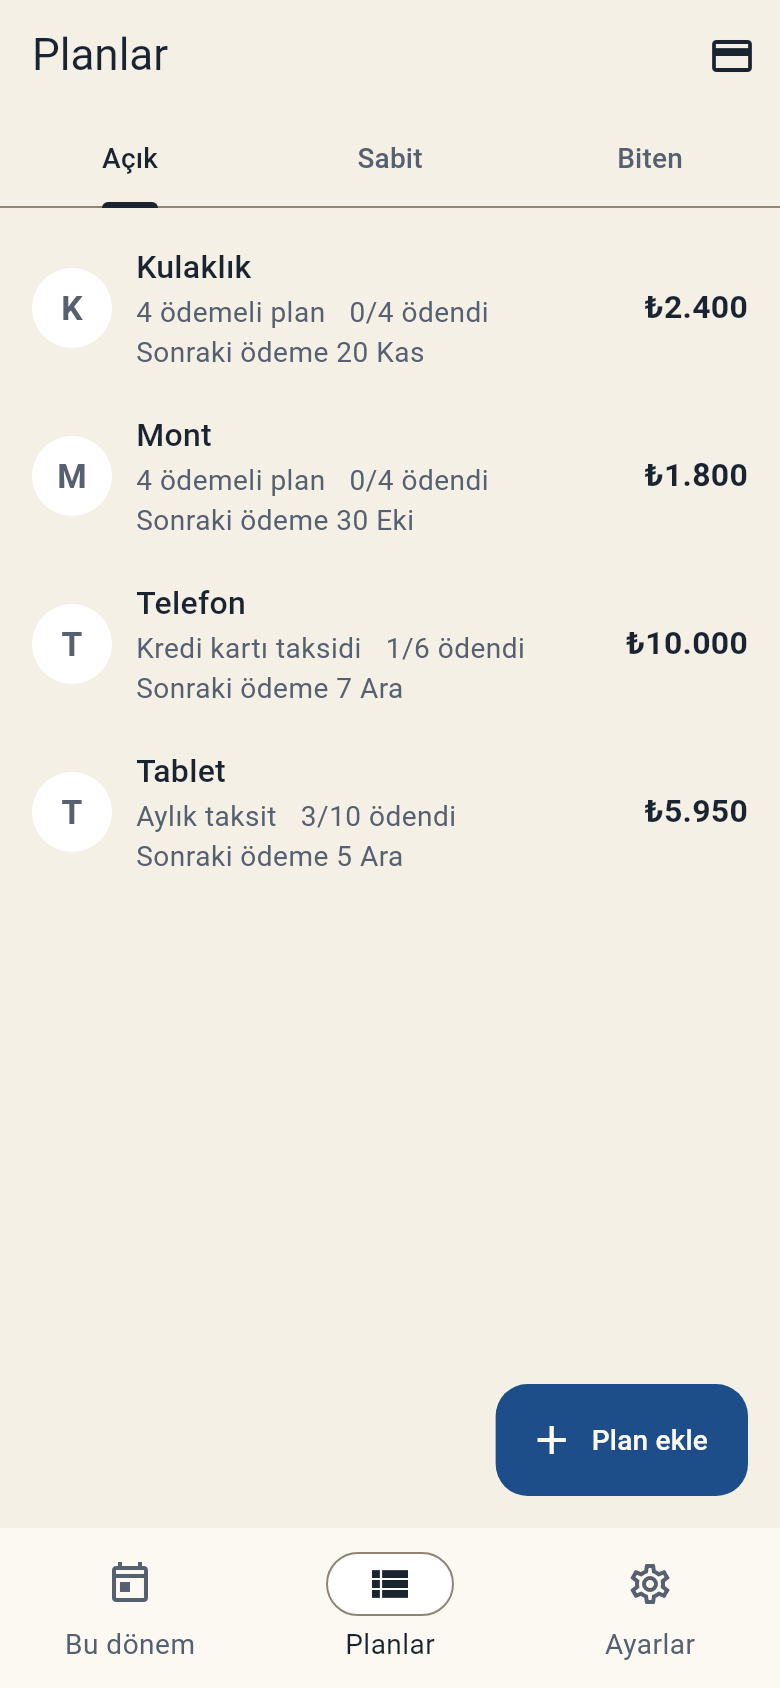 Planlar
Açık
Sabit
Biten
K
Kulaklık
4 ödemeli plan 0/4 ödendi
Sonraki ödeme 20 Kas
₺2.400
M
Mont
4 ödemeli plan 0/4 ödendi
Sonraki ödeme 30 Eki
₺1.800
T
Telefon
Kredi kartı taksidi 1/6 ödendi
Sonraki ödeme 7 Ara
₺10.000
T
Tablet
Aylık taksit 3/10 ödendi
Sonraki ödeme 5 Ara
₺5.950
Plan ekle
Bu dönem
Planlar
Ayarlar